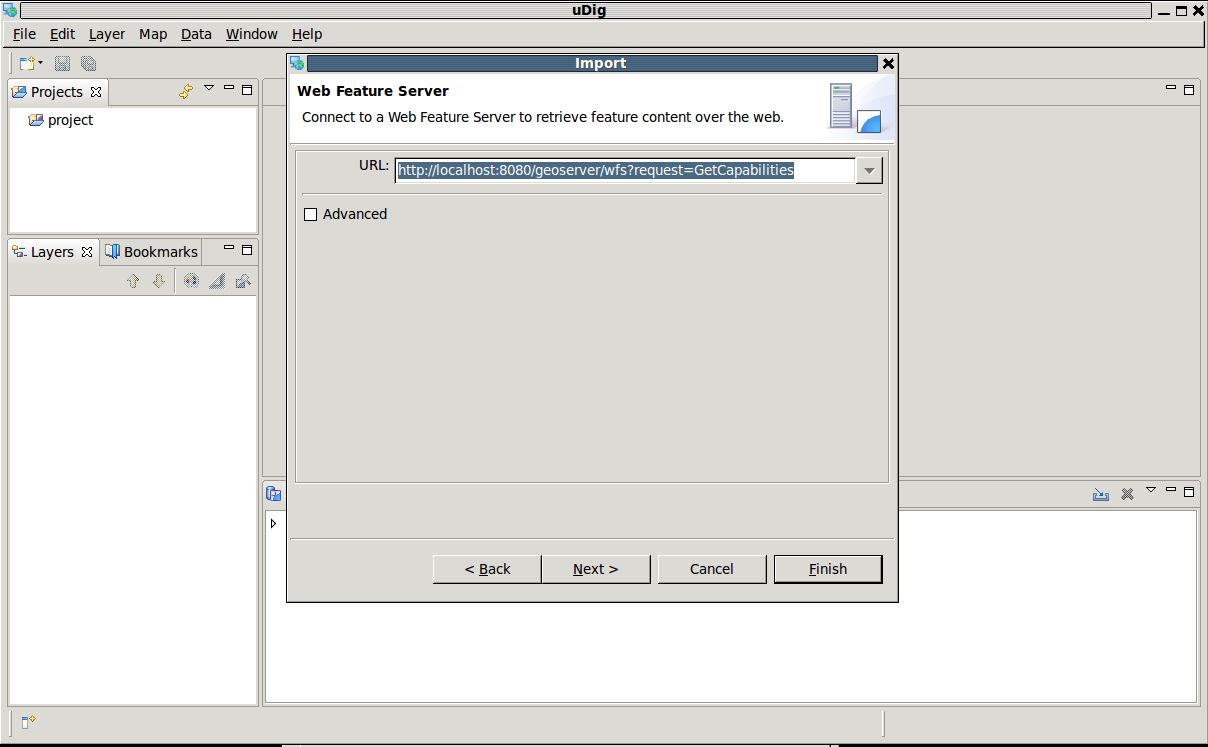 uDig
File Edit Layer Map Data Window Help
Import
Projects
Web Feature Server
Connect to a Web Feature Server to retrieve feature content over the web.
project
URL: http://localhost:8080/geoserver/wfs?request=GetCapabilities
Advanced
Layers Bookmarks
< Back Next > Cancel Finish